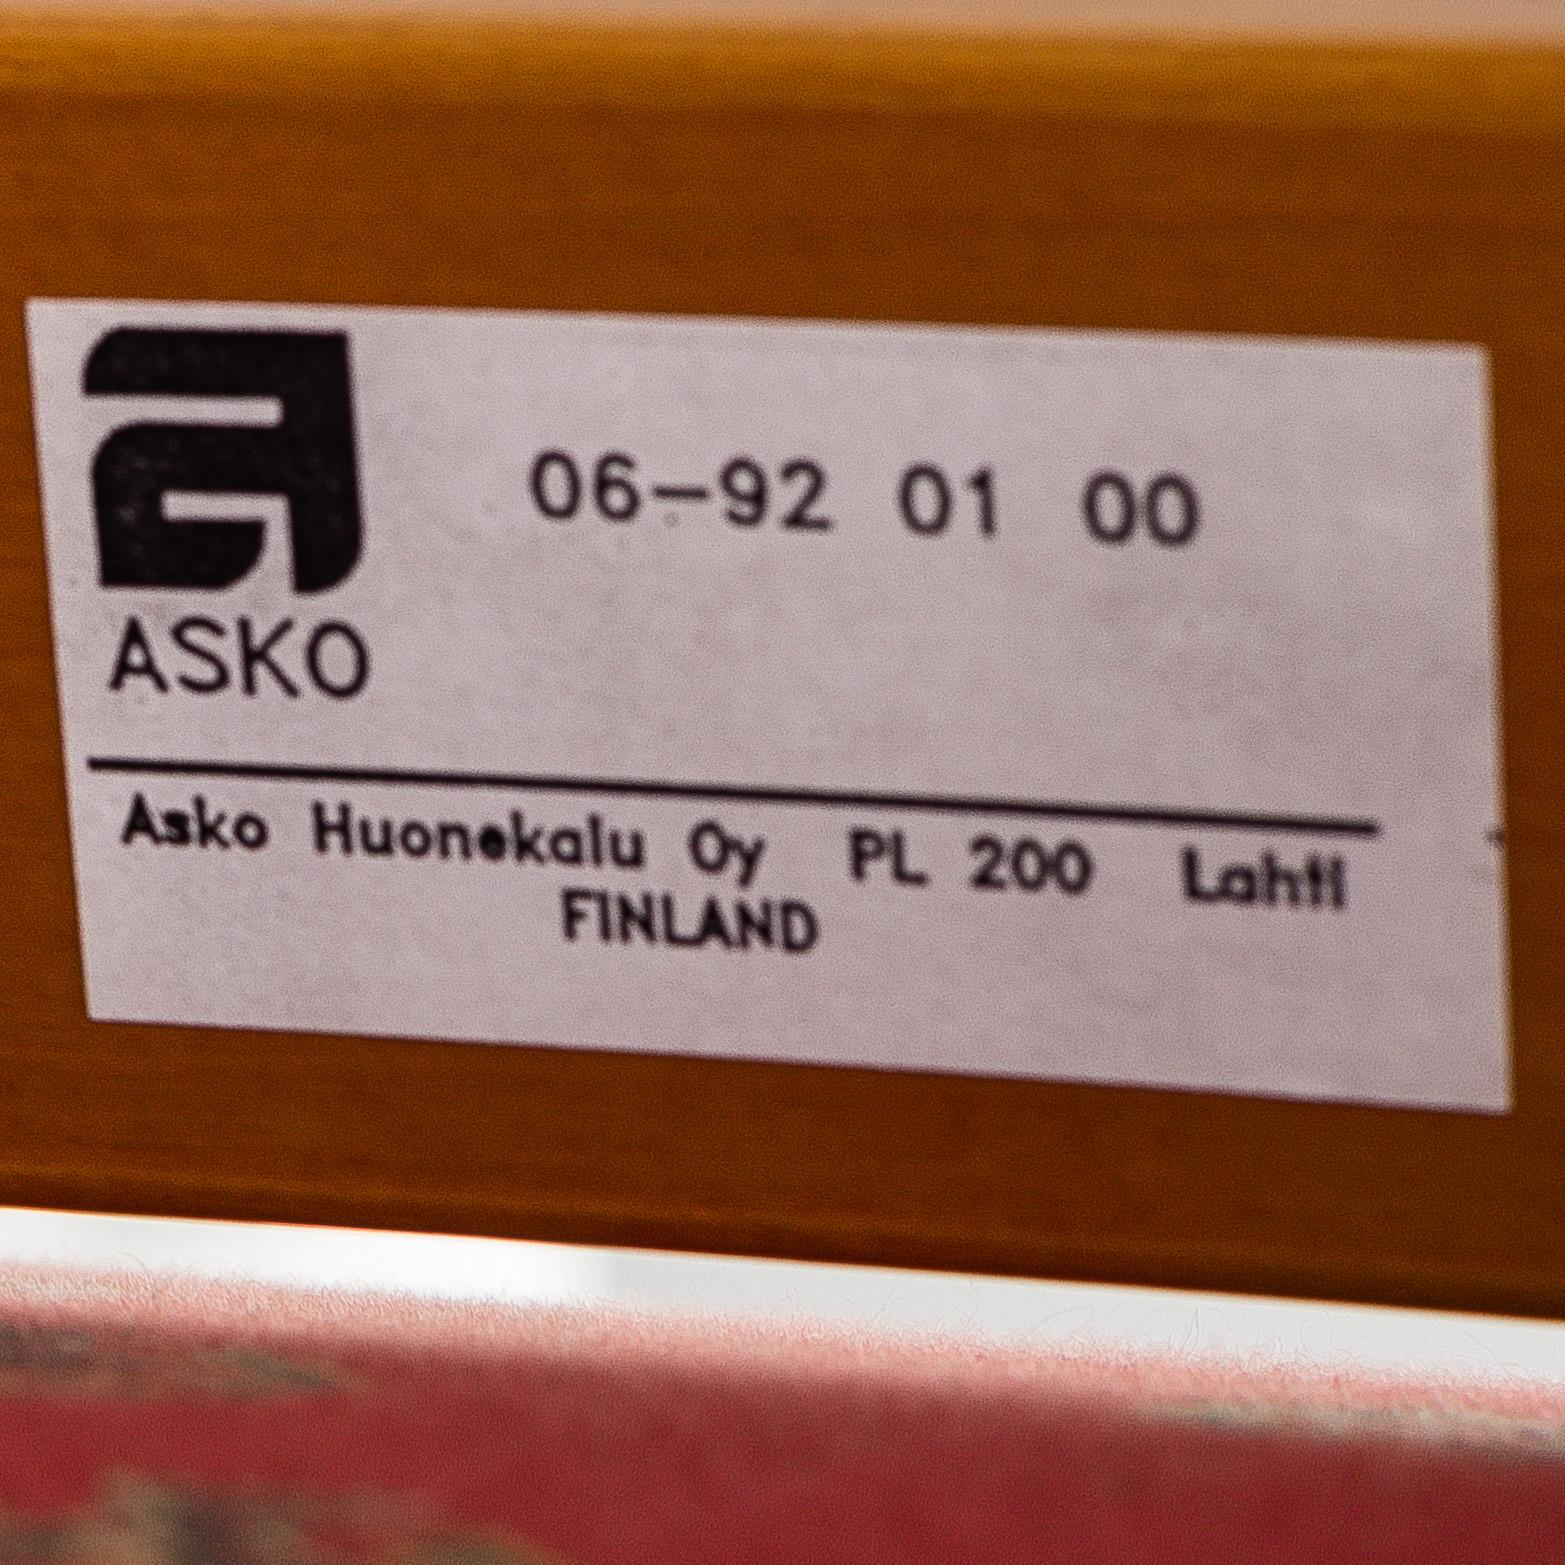 06-92 01 00
ASKO
Asko Huonekalu Oy PL 200 Lahti
FINLAND